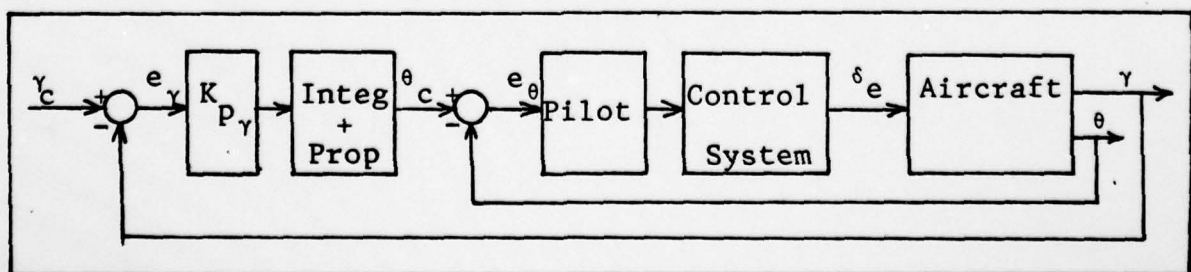 γc
+
-
eγ
Kpγ
Integ
+
Prop
θc
+
-
eθ
Pilot
Control
System
δe
Aircraft
γ
θ